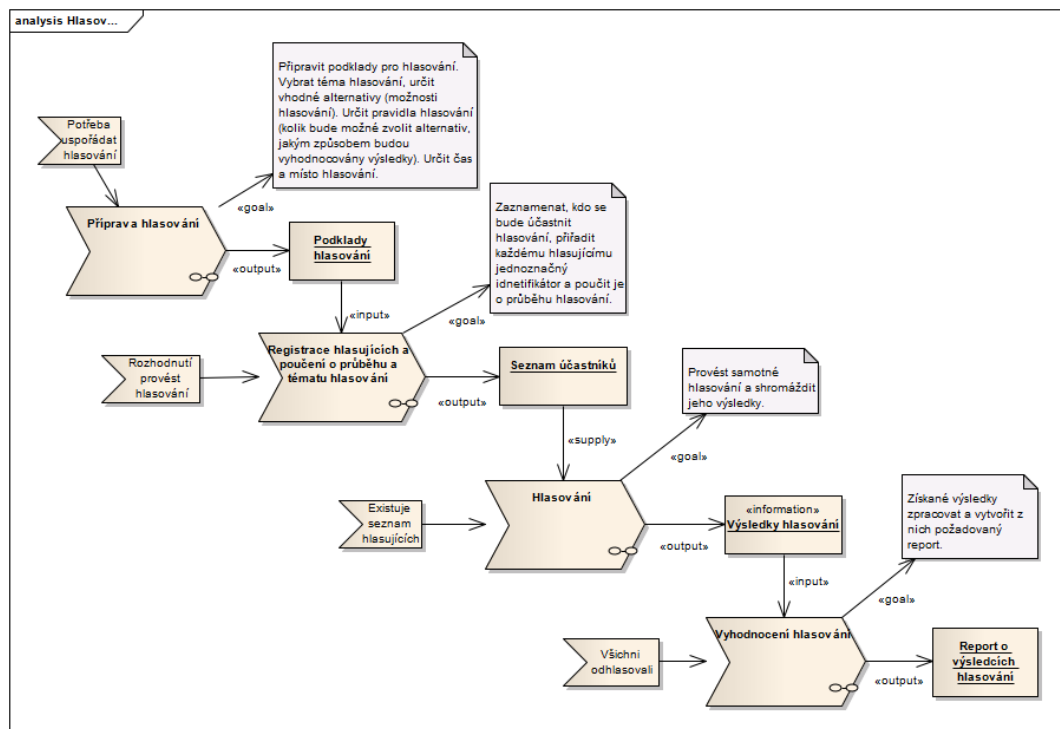 analysis Hlasov...
Připravit podklady pro hlasování.
Vybrat téma hlasování, určit
vhodné alternativy (možnosti
hlasování). Určit pravidla hlasování
(kolik bude možné zvolit alternativ,
jakým způsobem budou
vyhodnocovány výsledky). Určit čas
a místo hlasování.
Potřeba
uspořádat
hlasování
«goal»
Příprava hlasování
«output»
Podklady
hlasování
Zaznamenat, kdo se
bude účastnit
hlasování, přiřadit
každému hlasujícímu
jednoznačný
idnetifikátor a poučit je
o průběhu hlasování.
«input»
«goal»
Rozhodnutí
provést
hlasování
Registrace hlasujících a
poučení o průběhu a
tématu hlasování
«output»
Seznam účastníků
Provést samotné
hlasování a shromáždit
jeho výsledky.
«supply»
«goal»
Existuje
seznam
hlasujících
Hlasování
«output»
«information»
Výsledky hlasování
Získané výsledky
zpracovat a vytvořit z
nich požadovaný
report.
«input»
«goal»
Všichni
odhlasovali
Vyhodnocení hlasování
«output»
Report o
výsledcích
hlasování